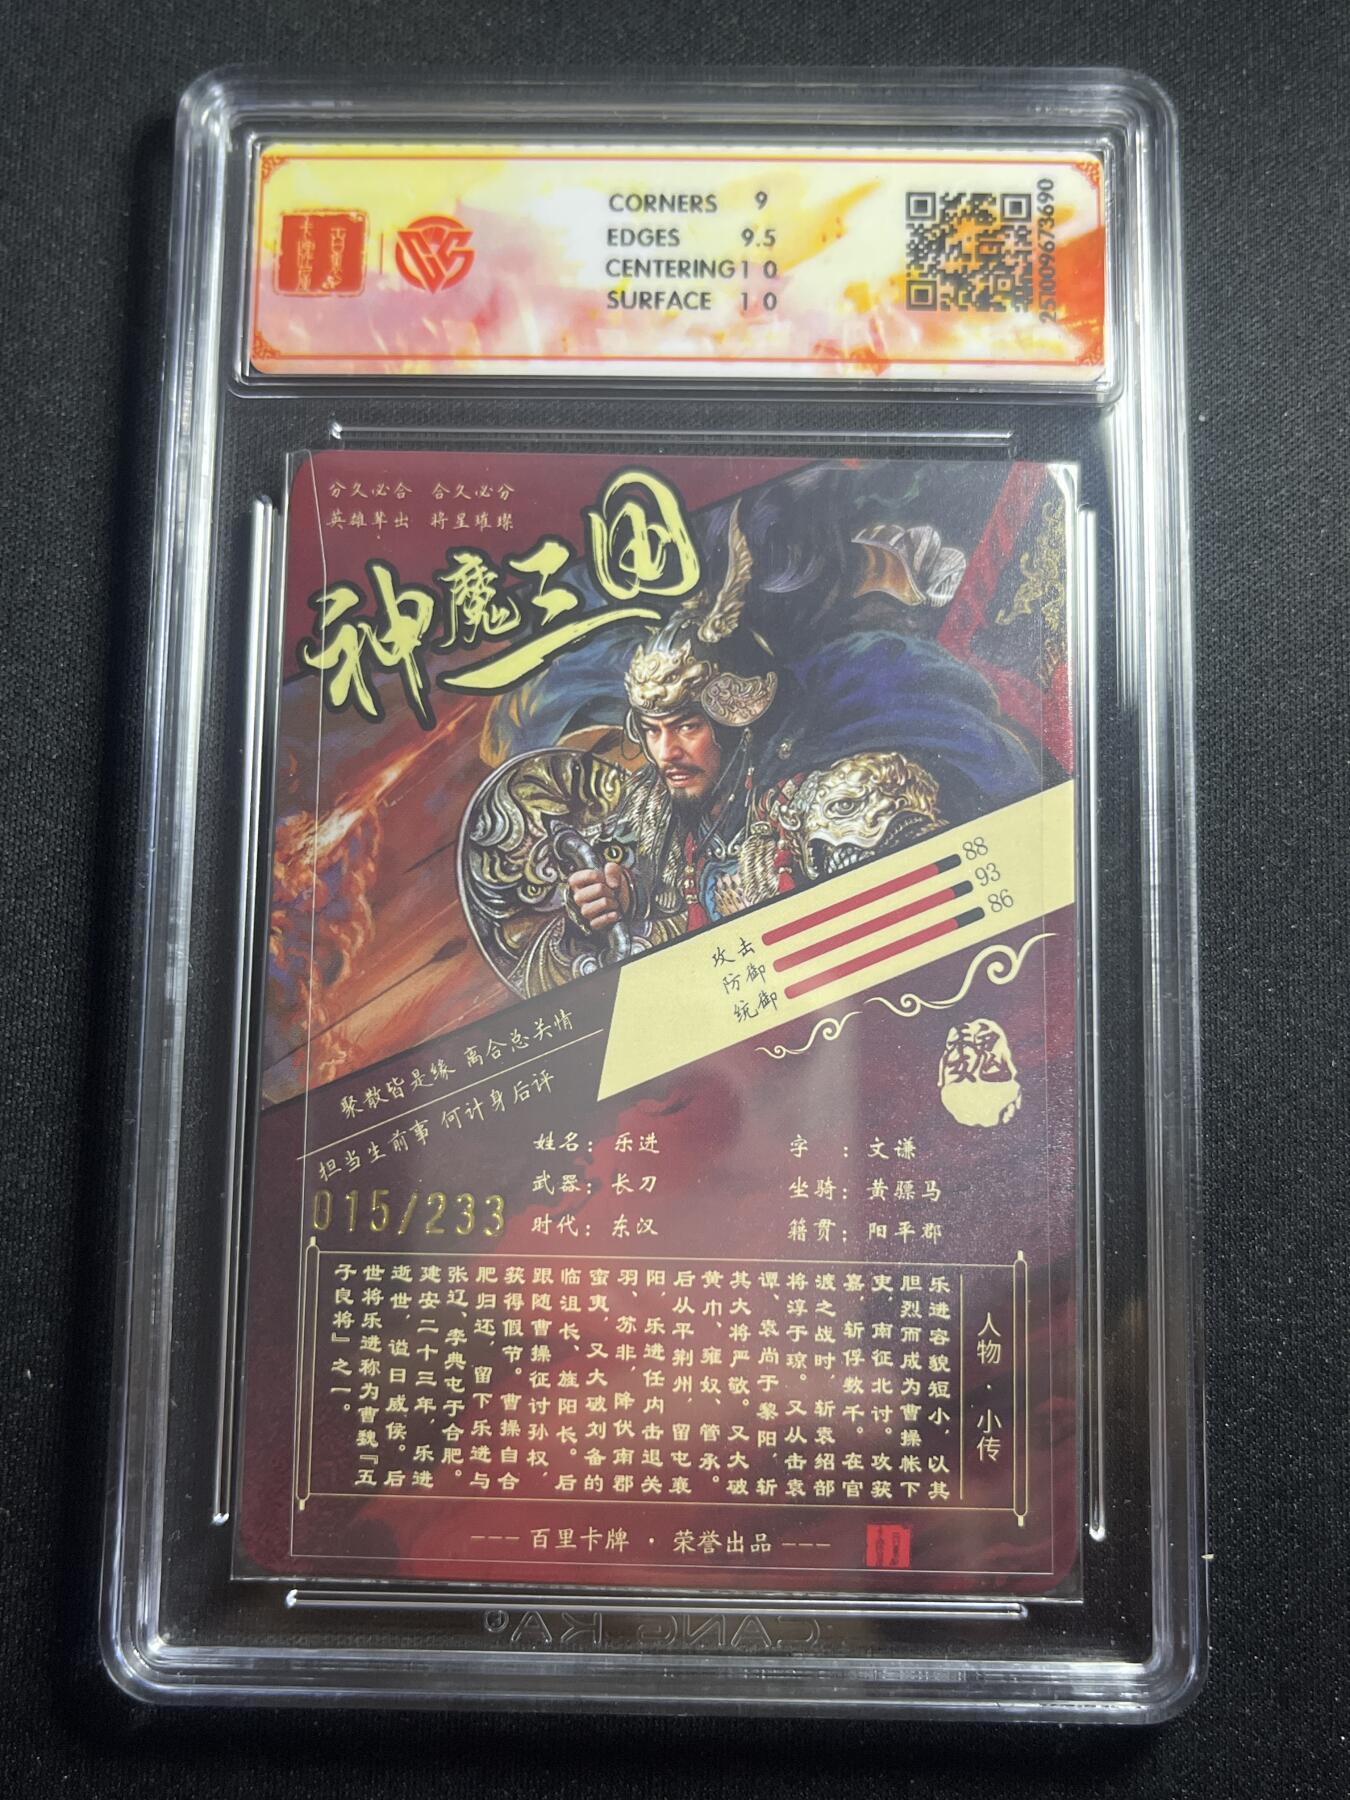 百里 卡牌屋
CCS
CORNERS 9
EDGES 9.5
CENTERING 10
SURFACE 10
251009673690
分久必合 合久必分
英雄辈出 将星璀璨
神魔三国
攻击 88
防御 93
统御 86
聚散皆是缘 离合总关情
担当生前事 何计身后评
魏
姓名：乐进 字：文谦
武器：长刀 坐骑：黄骠马
时代：东汉 籍贯：阳平郡
015/233
人物·小传
乐进容貌短小，以其
胆烈而成为曹操帐下
吏，南征北讨。攻获
嘉，斩俘数千。在官
渡之战时，斩袁绍部
将淳于琼。又从击袁
谭、袁尚于黎阳，斩
其大将严敬。又大破
黄巾、雍奴、管承。
后从平荆州，留屯襄
阳，乐进任内击退关
羽、苏非，降伏南郡
蛮夷，又大破刘备的
临沮长、旌阳长。后
跟随曹操征讨孙权，
获得假节。曹操自合
肥归还，留下乐进与
张辽、李典屯于合肥。
建安二十三年，乐进
逝世，谥曰威侯。后
世将乐进称为曹魏『五
子良将』之一。
--- 百里卡牌 · 荣誉出品 ---
CANG KA®